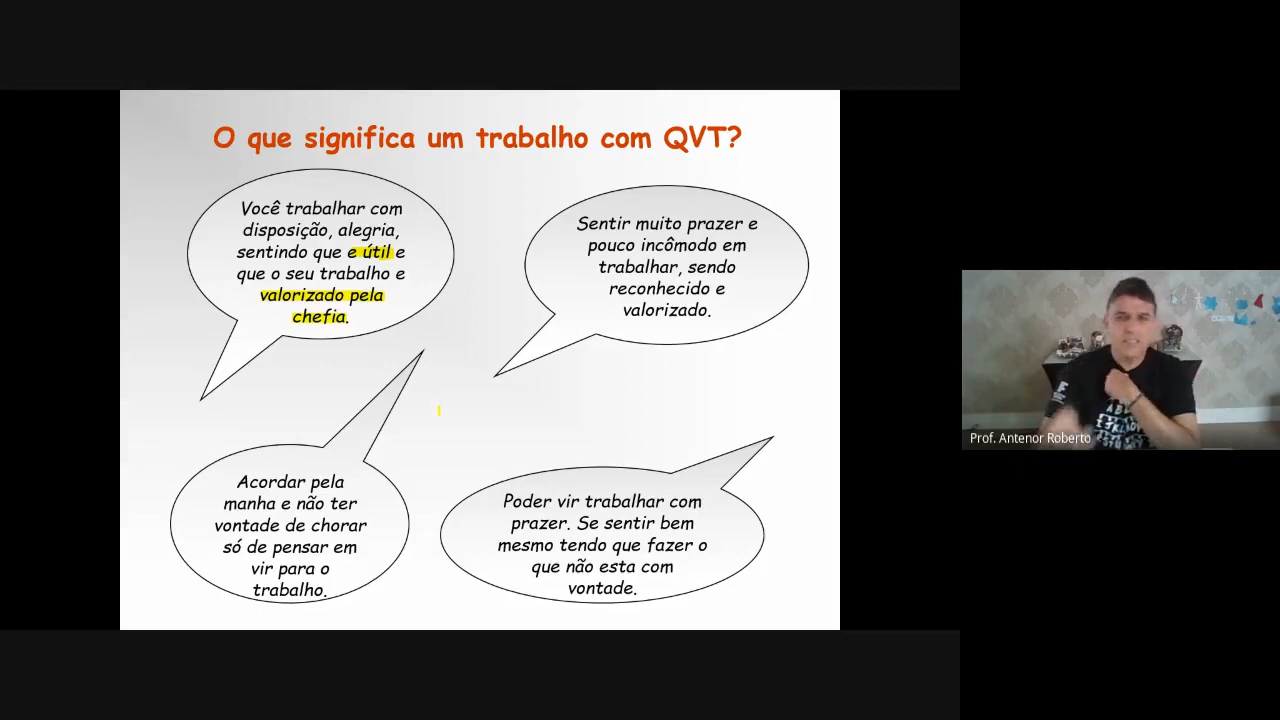 O que significa um trabalho com QVT?
Você trabalhar com
disposição, alegria,
sentindo que e útil e
que o seu trabalho e
valorizado pela
chefia.
Sentir muito prazer e
pouco incômodo em
trabalhar, sendo
reconhecido e
valorizado.
Acordar pela
manha e não ter
vontade de chorar
só de pensar em
vir para o
trabalho.
Poder vir trabalhar com
prazer. Se sentir bem
mesmo tendo que fazer o
que não esta com
vontade.
Prof. Antenor Roberto